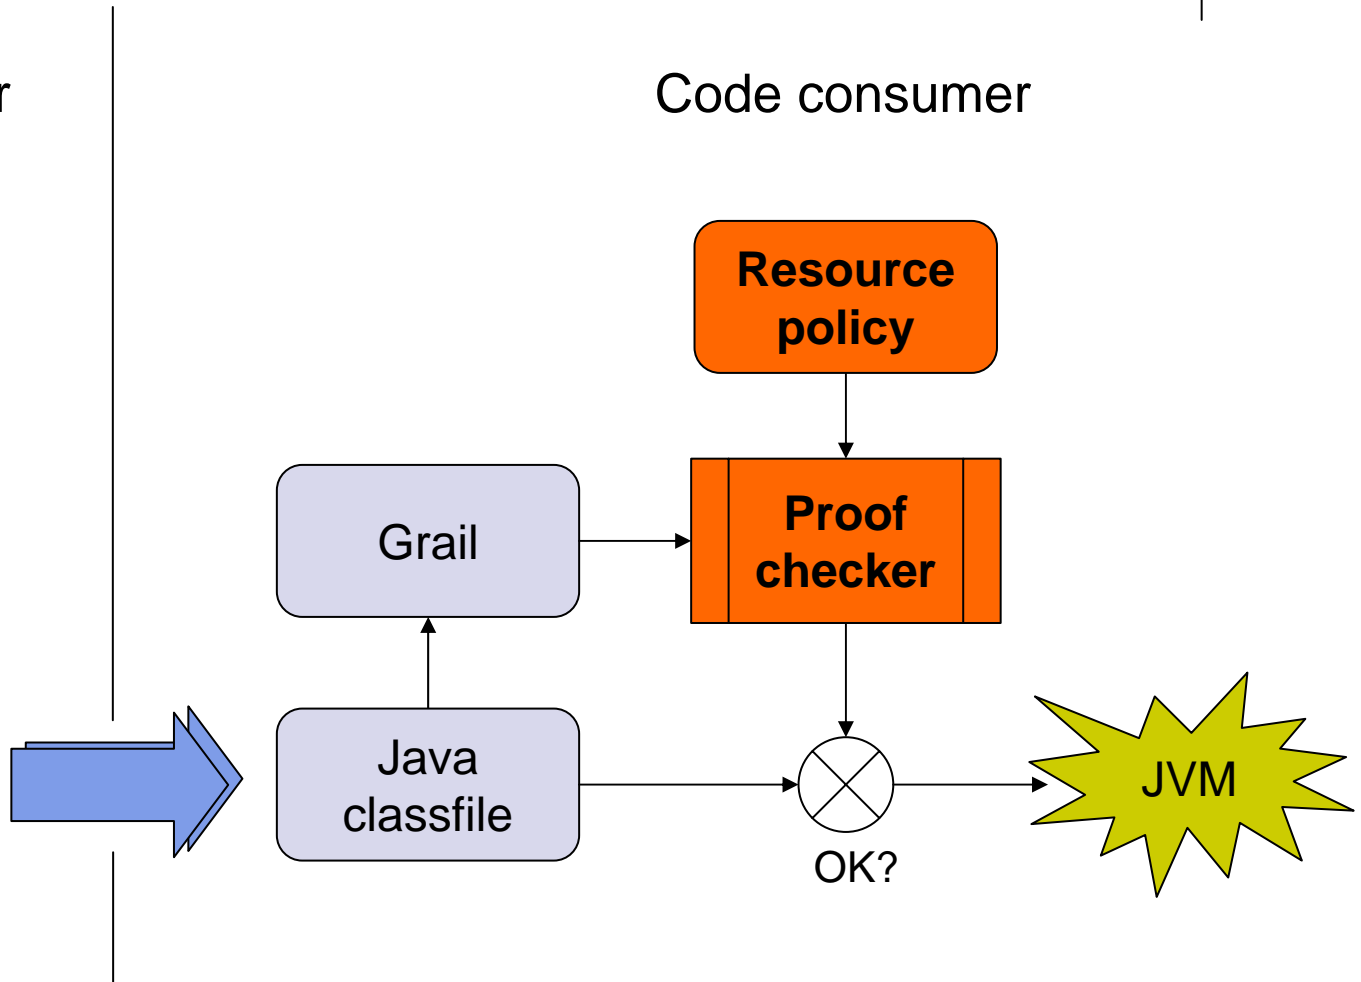 r
Code consumer
Resource
policy
Proof
checker
Grail
Java
classfile
JVM
OK?